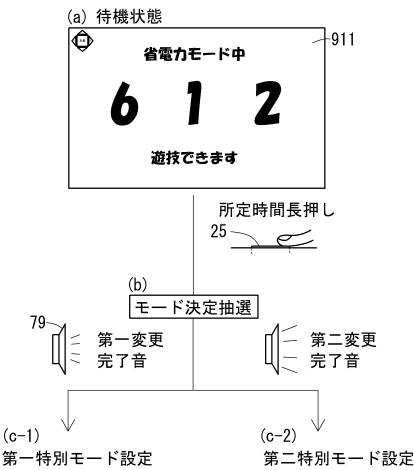 (a) 待機状態
省電力モード中
911
6 1 2
遊技できます
所定時間長押し
25
(b)
モード決定抽選
79
第一変更
完了音
第二変更
完了音
(c-1)
第一特別モード設定
(c-2)
第二特別モード設定